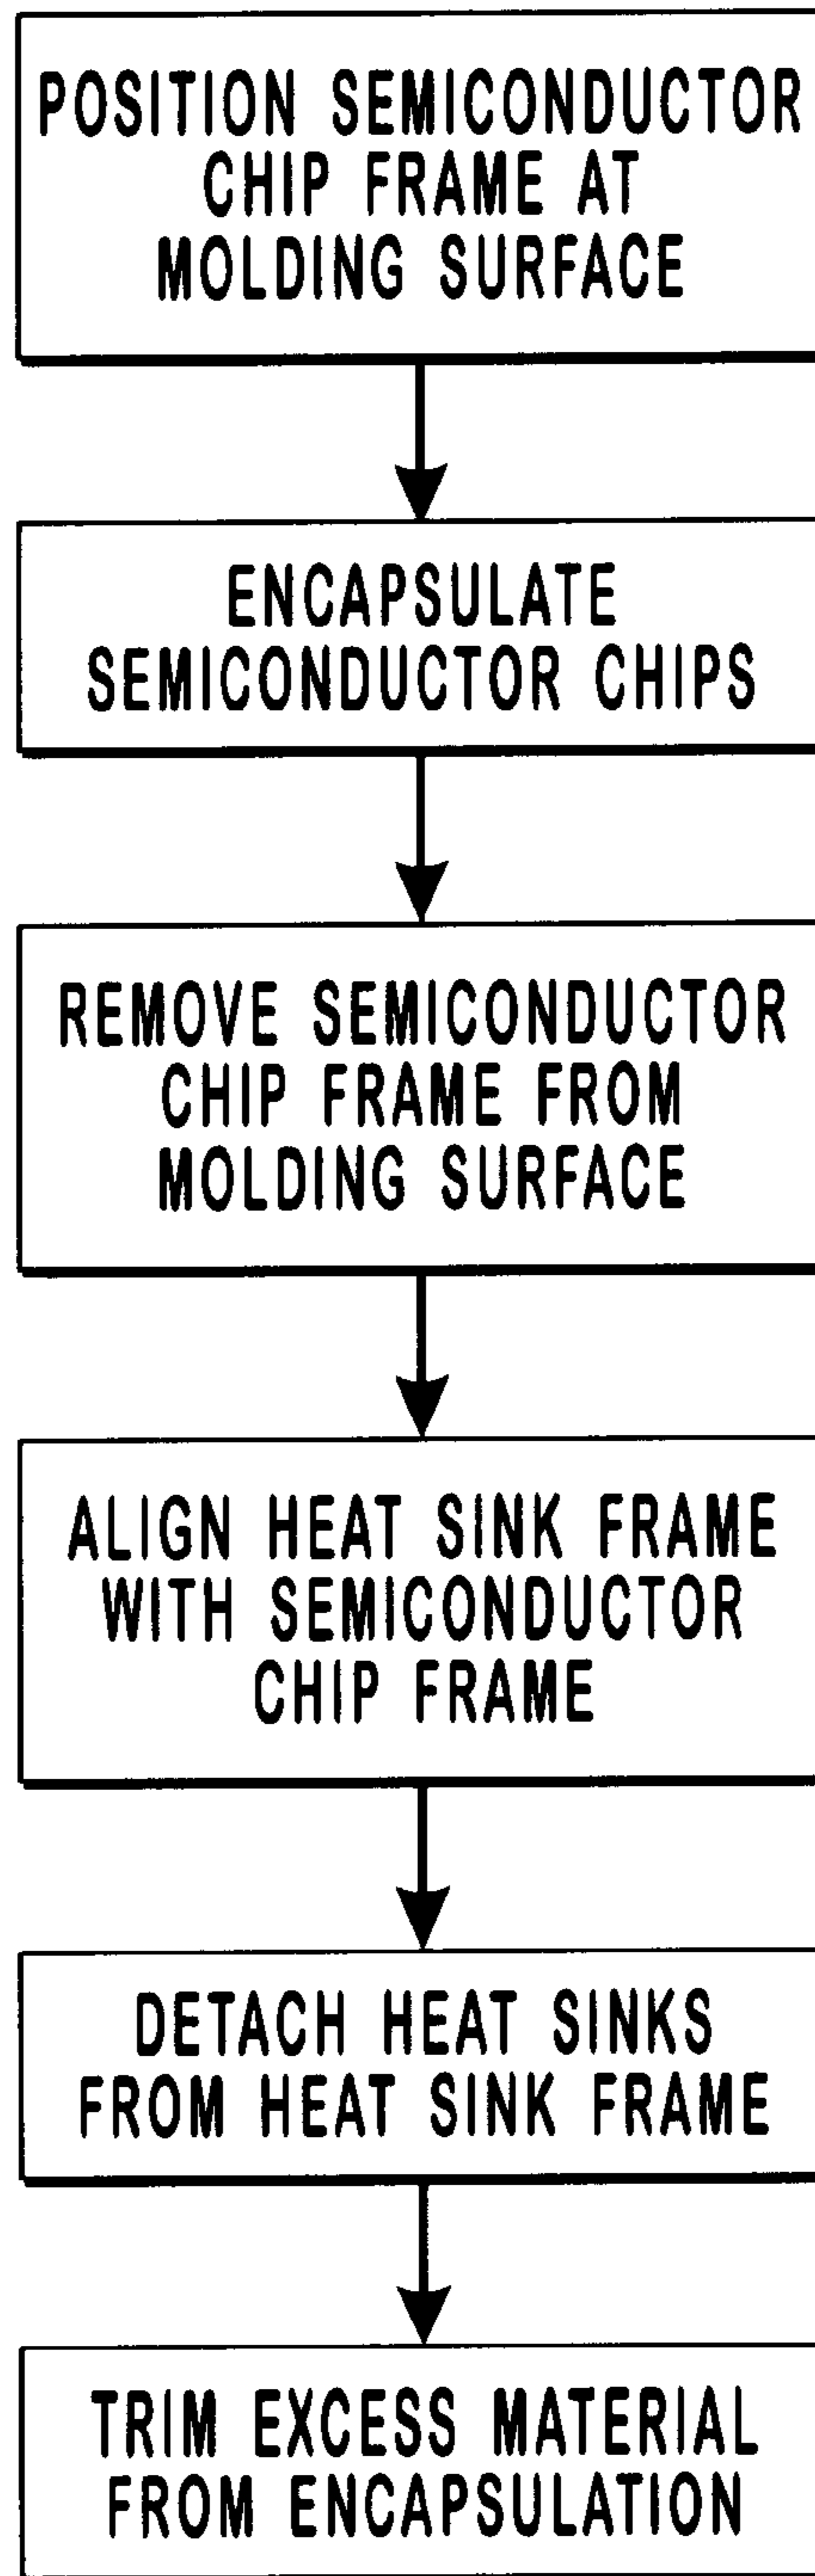 POSITION SEMICONDUCTOR
CHIP FRAME AT
MOLDING SURFACE
ENCAPSULATE
SEMICONDUCTOR CHIPS
REMOVE SEMICONDUCTOR
CHIP FRAME FROM
MOLDING SURFACE
ALIGN HEAT SINK FRAME
WITH SEMICONDUCTOR
CHIP FRAME
DETACH HEAT SINKS
FROM HEAT SINK FRAME
TRIM EXCESS MATERIAL
FROM ENCAPSULATION